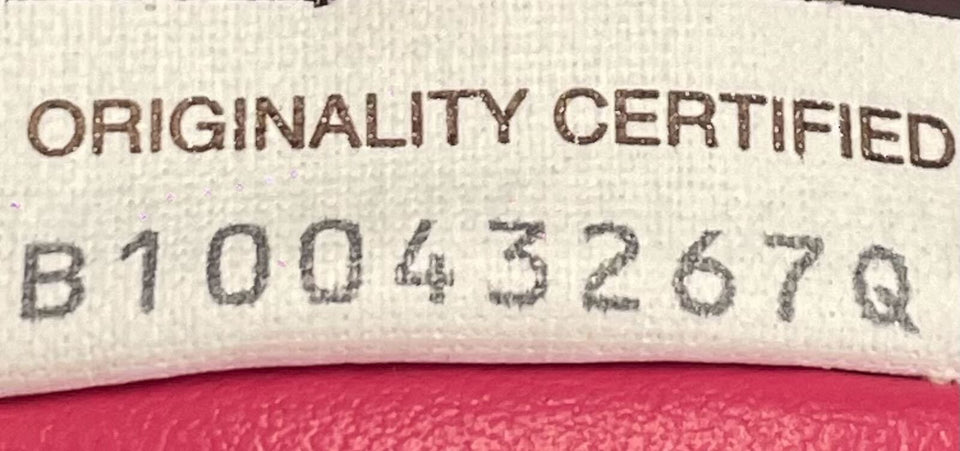 ORIGINALITY CERTIFIED
B10043267Q